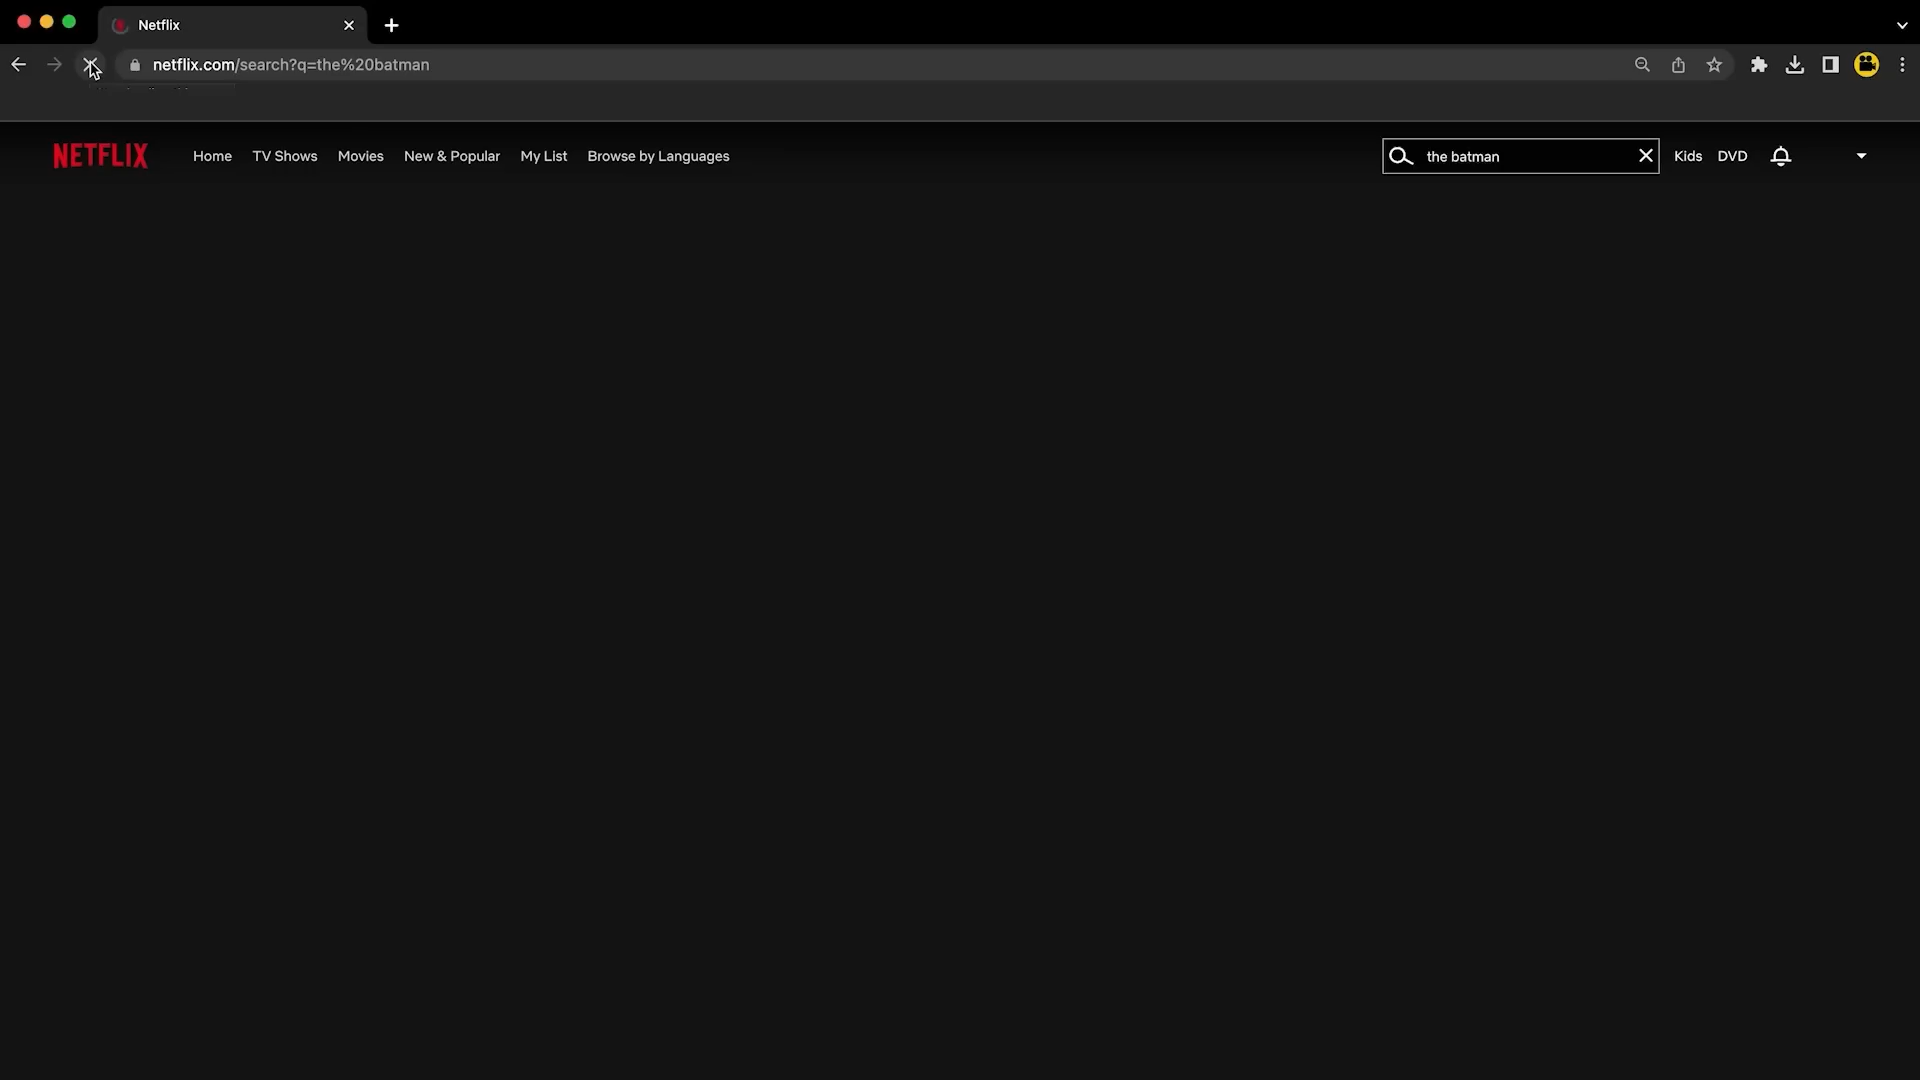 Netflix
netflix.com/search?q=the%20batman
NETFLIX Home TV Shows Movies New & Popular My List Browse by Languages the batman Kids DVD